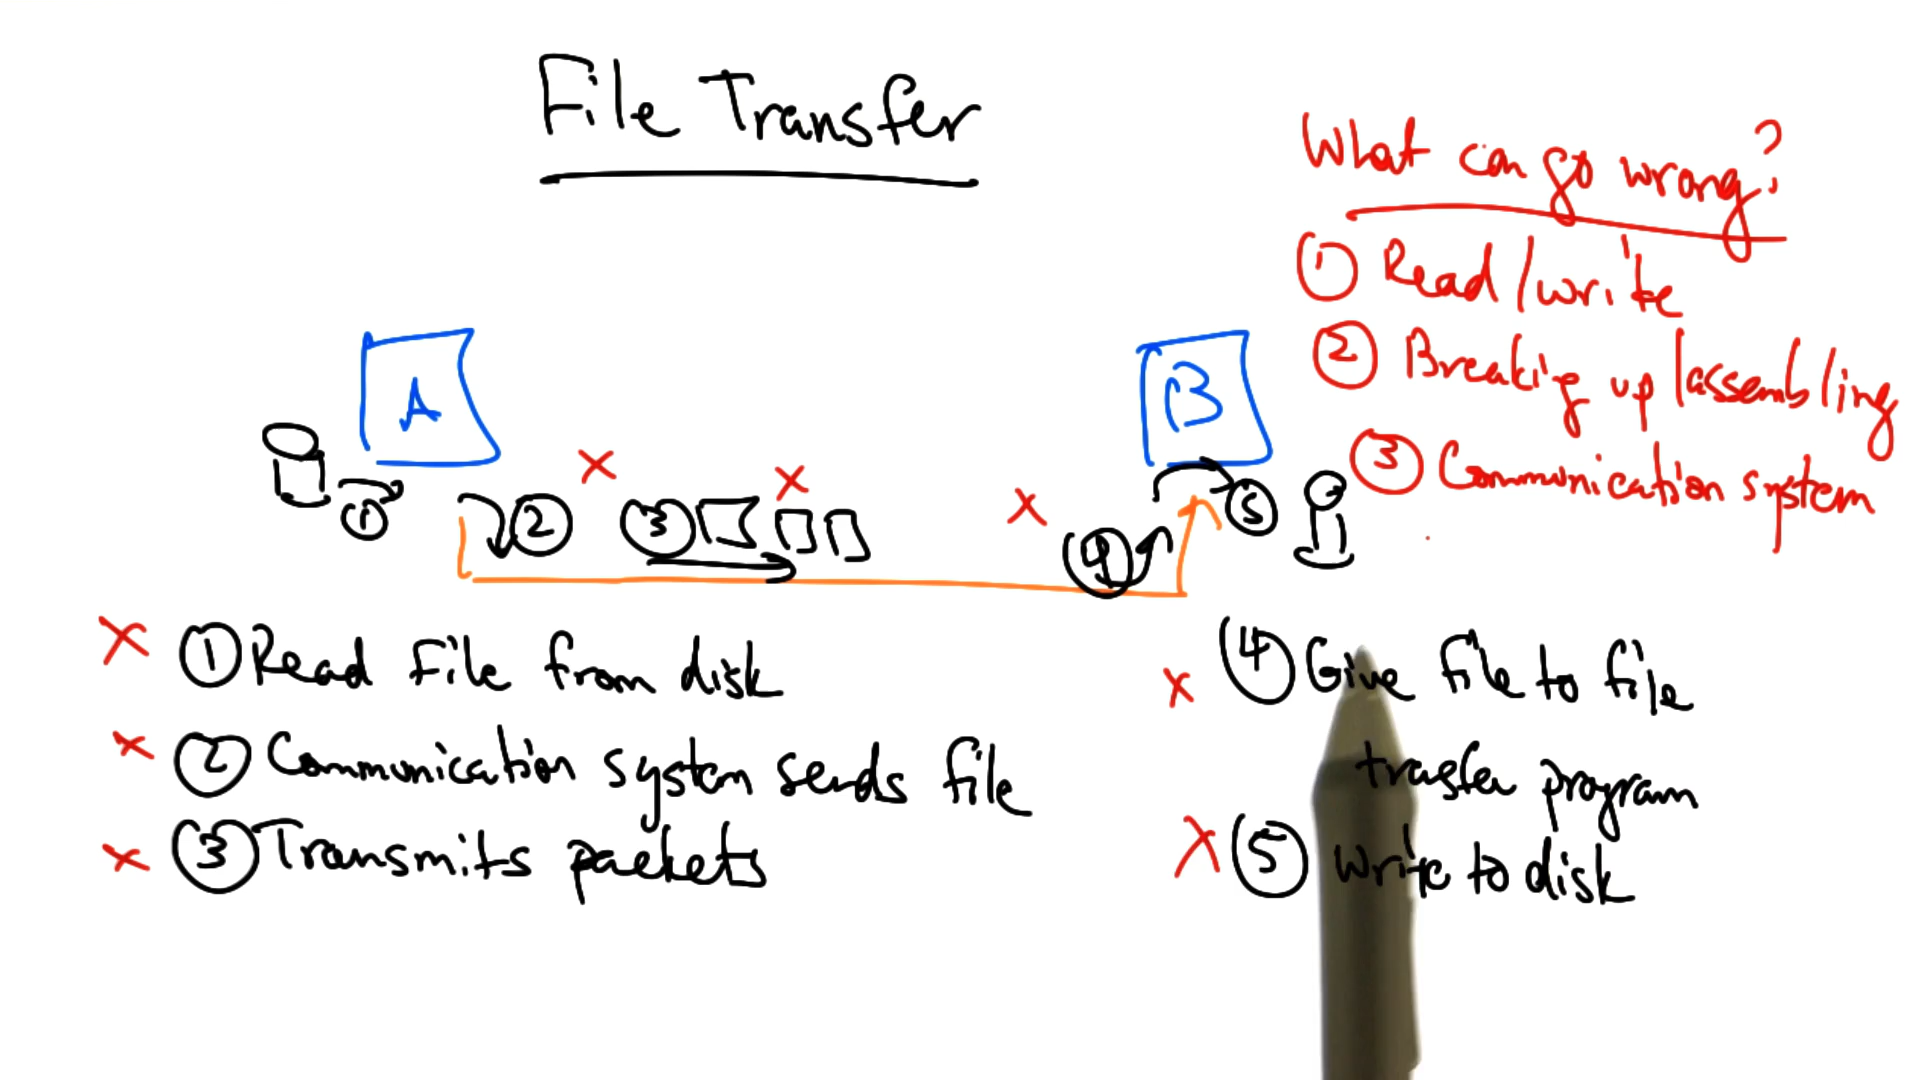 File Transfer
What can go wrong?
① Read/write
② Breaking up/assembling
③ Communication system
A
B
① ② ③ ④ ⑤
① Read file from disk
② Communication system sends file
③ Transmits packets
④ Give file to file
transfer program
⑤ write to disk